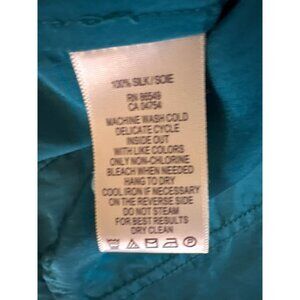 100% SILK/SOIE
RN 86549
CA 04754
MACHINE WASH COLD
DELICATE CYCLE
INSIDE OUT
WITH LIKE COLORS
ONLY NON-CHLORINE
BLEACH WHEN NEEDED
HANG TO DRY
COOL IRON IF NECESSARY
ON THE REVERSE SIDE
DO NOT STEAM
FOR BEST RESULTS
DRY CLEAN